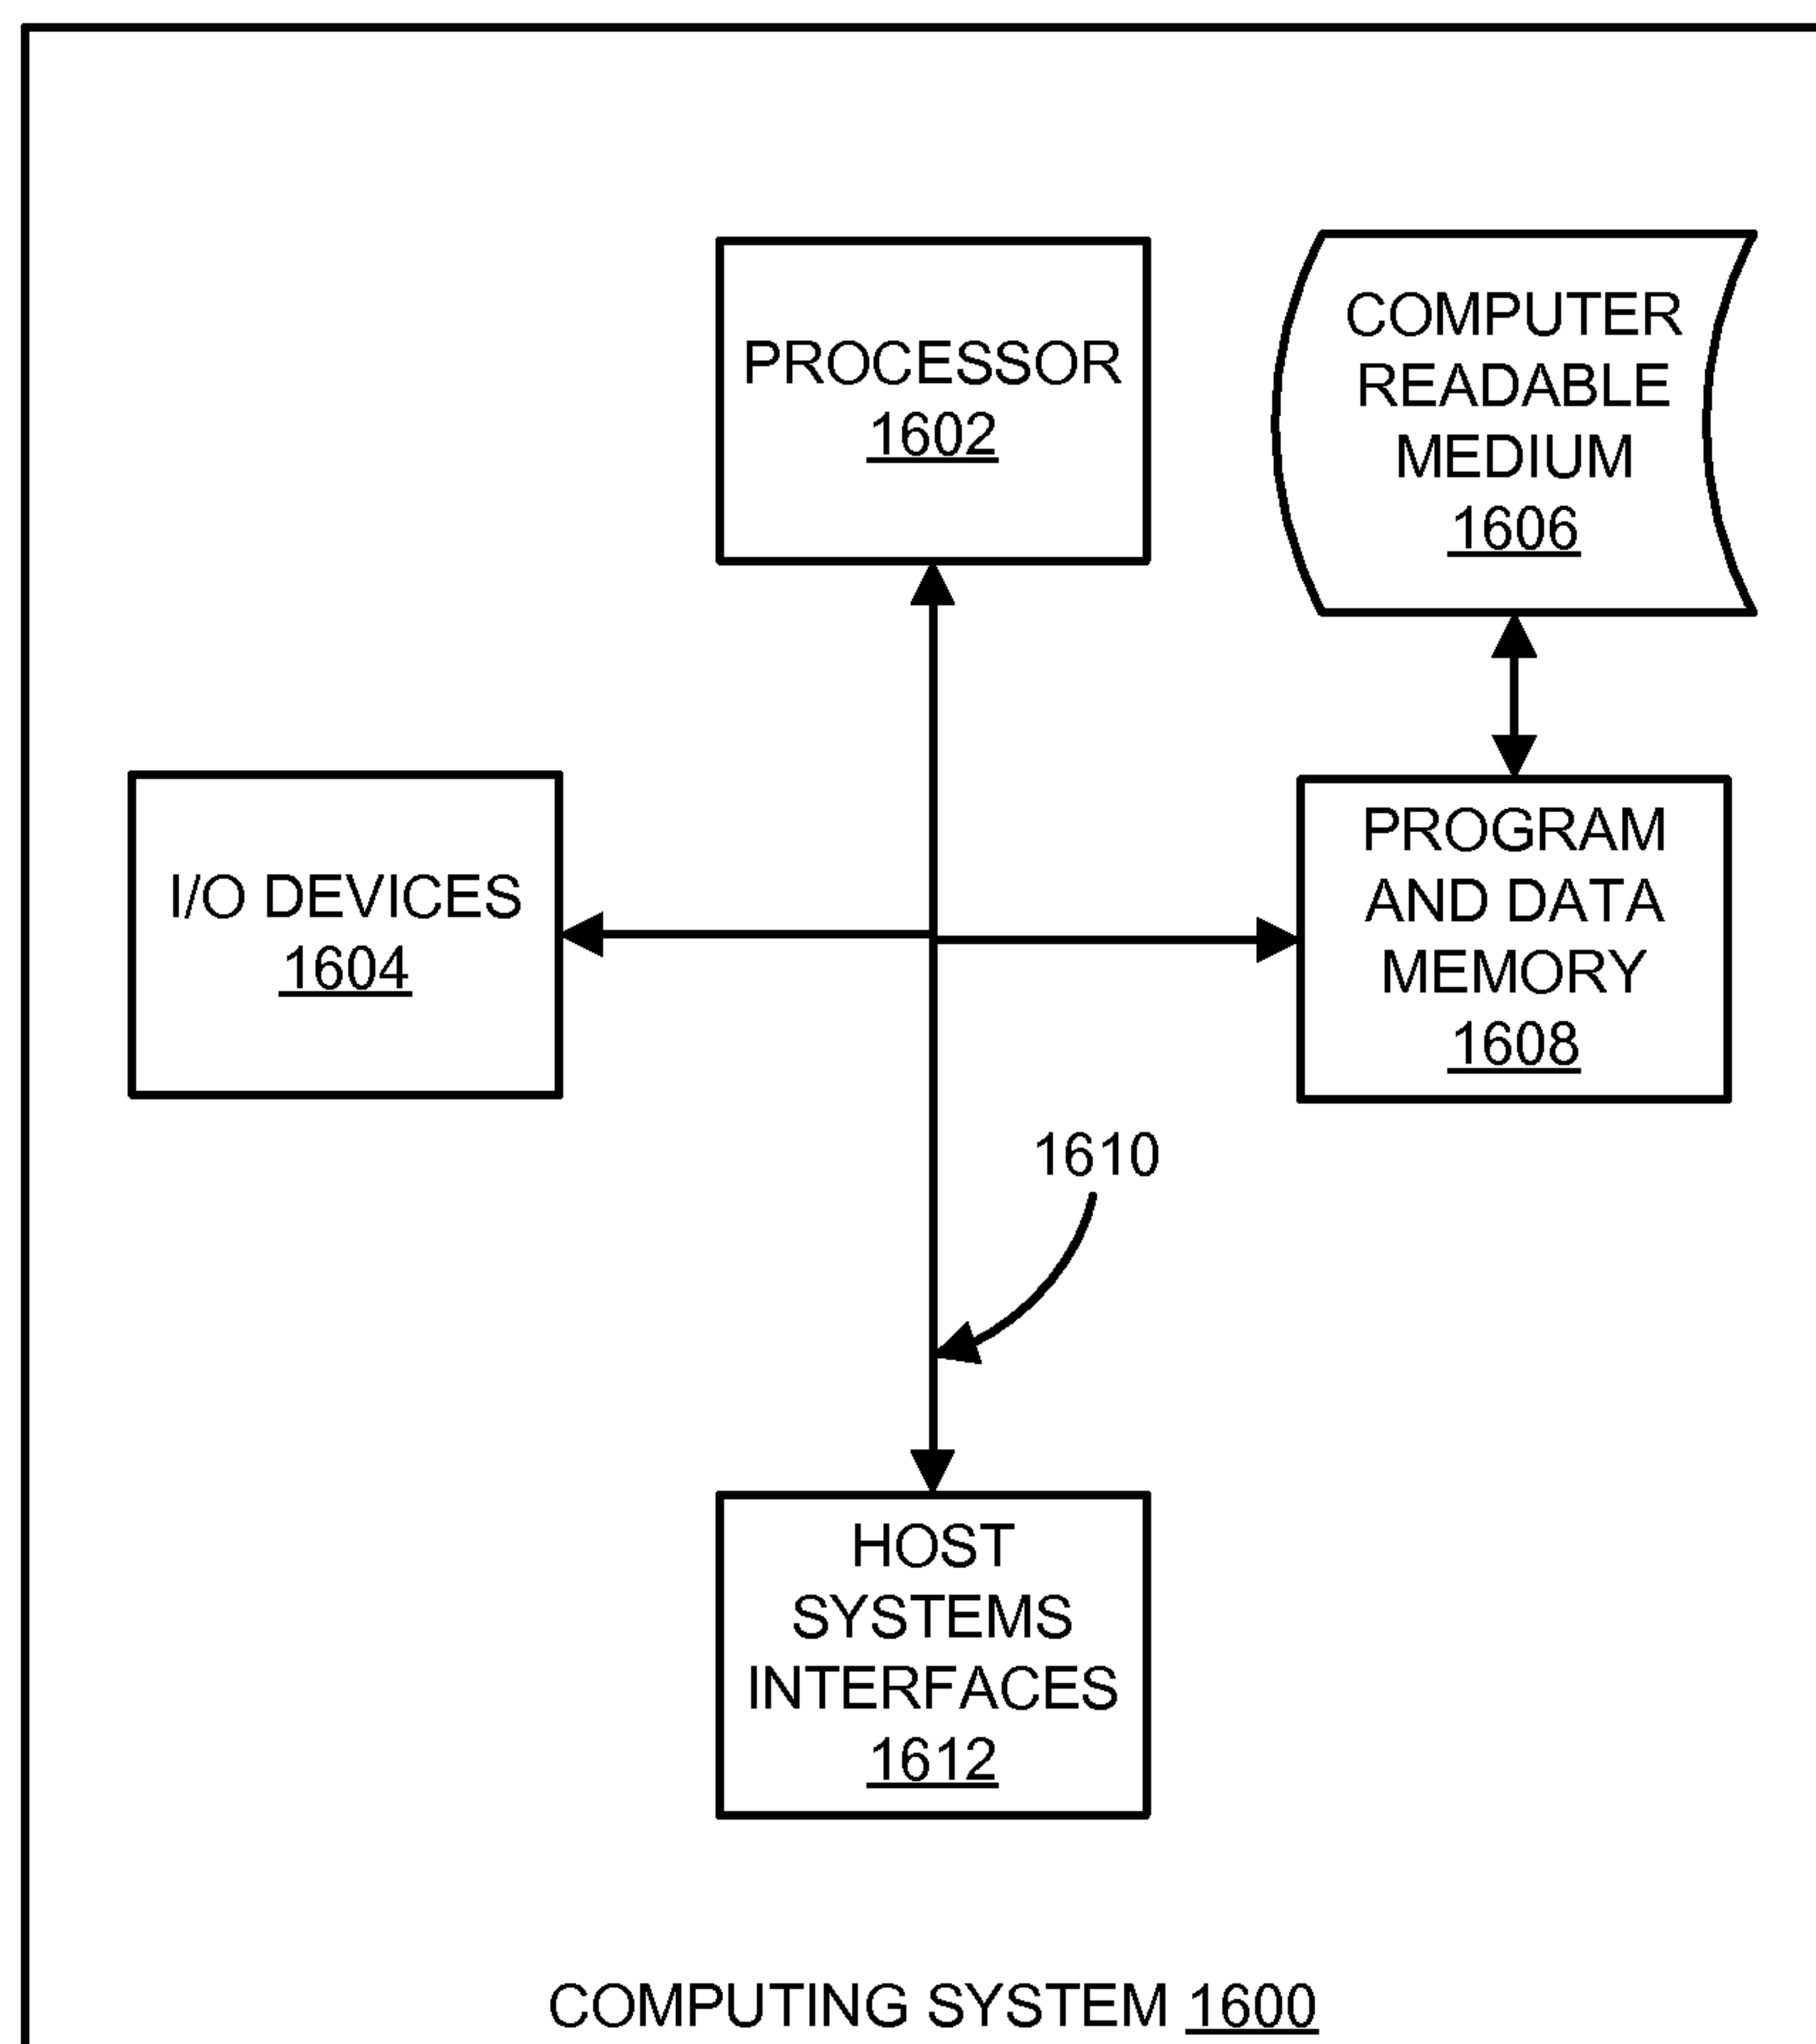 PROCESSOR
1602
COMPUTER
READABLE
MEDIUM
1606
I/O DEVICES
1604
PROGRAM
AND DATA
MEMORY
1608
1610
HOST
SYSTEMS
INTERFACES
1612
COMPUTING SYSTEM 1600